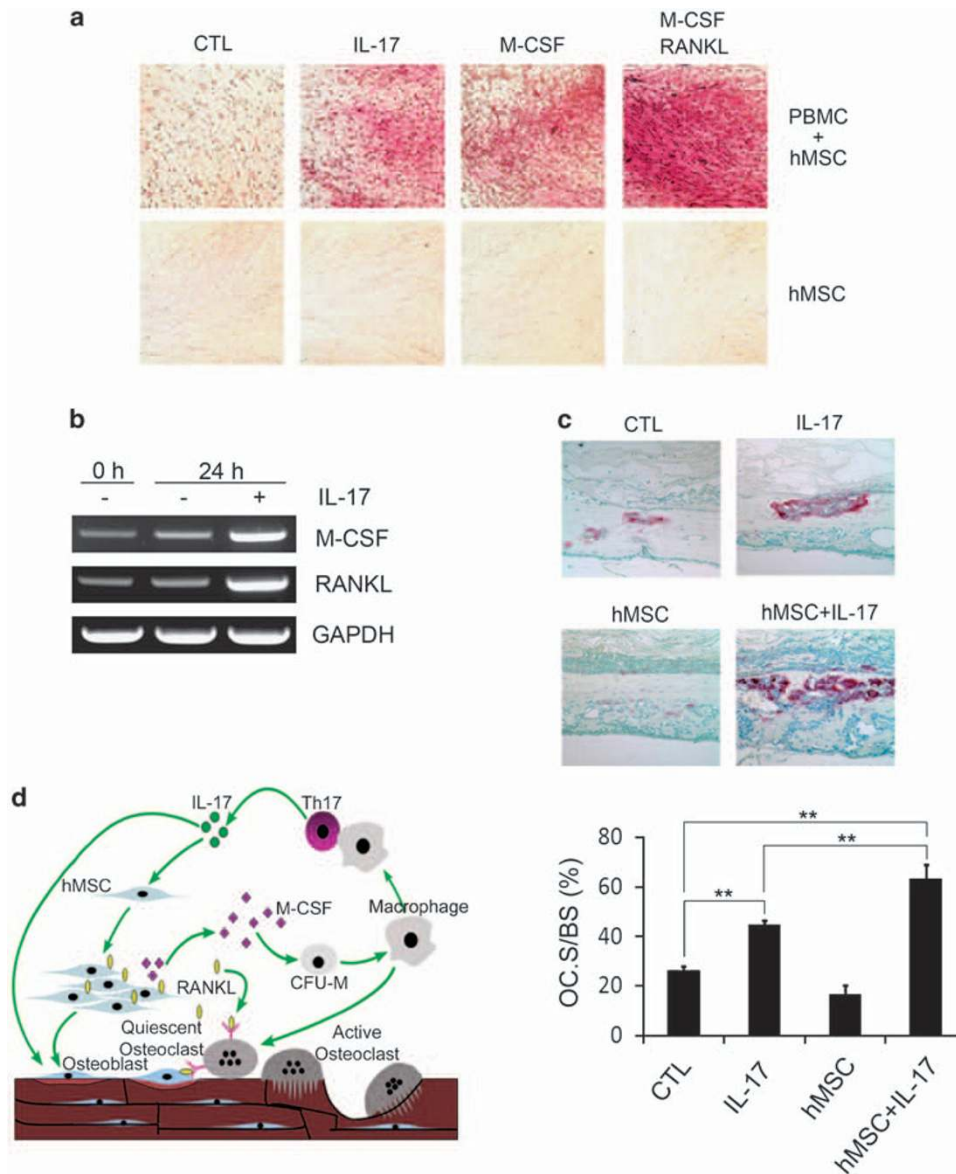 a
CTL
IL-17
M-CSF
M-CSF
RANKL
PBMC
+
hMSC
hMSC
b
0 h
24 h
-
-
+
IL-17
M-CSF
RANKL
GAPDH
c
CTL
IL-17
hMSC
hMSC+IL-17
d
IL-17
Th17
hMSC
M-CSF
Macrophage
CFU-M
RANKL
Quiescent
Osteoclast
Active
Osteoclast
Osteoblast
OC.S/BS (%)
80
60
40
20
0
**
**
**
CTL
IL-17
hMSC
hMSC+IL-17